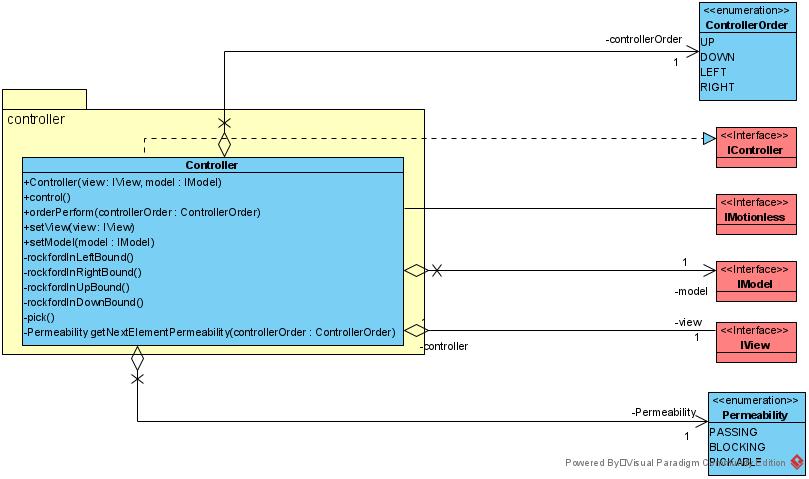 <<enumeration>>
ControllerOrder
UP
DOWN
LEFT
RIGHT
-controllerOrder
1
controller
Controller
+Controller(view : IView, model : IModel)
+control()
+orderPerform(controllerOrder : ControllerOrder)
+setView(view : IView)
+setModel(model : IModel)
-rockfordInLeftBound()
-rockfordInRightBound()
-rockfordInUpBound()
-rockfordInDownBound()
-pick()
-Permeability getNextElementPermeability(controllerOrder : ControllerOrder)
<<Interface>>
IController
<<Interface>>
IMotionless
1
-model
<<Interface>>
IModel
1
-controller
-view
1
<<Interface>>
IView
-Permeability
1
<<enumeration>>
Permeability
PASSING
BLOCKING
PICKABLE
Powered By Visual Paradigm Community Edition